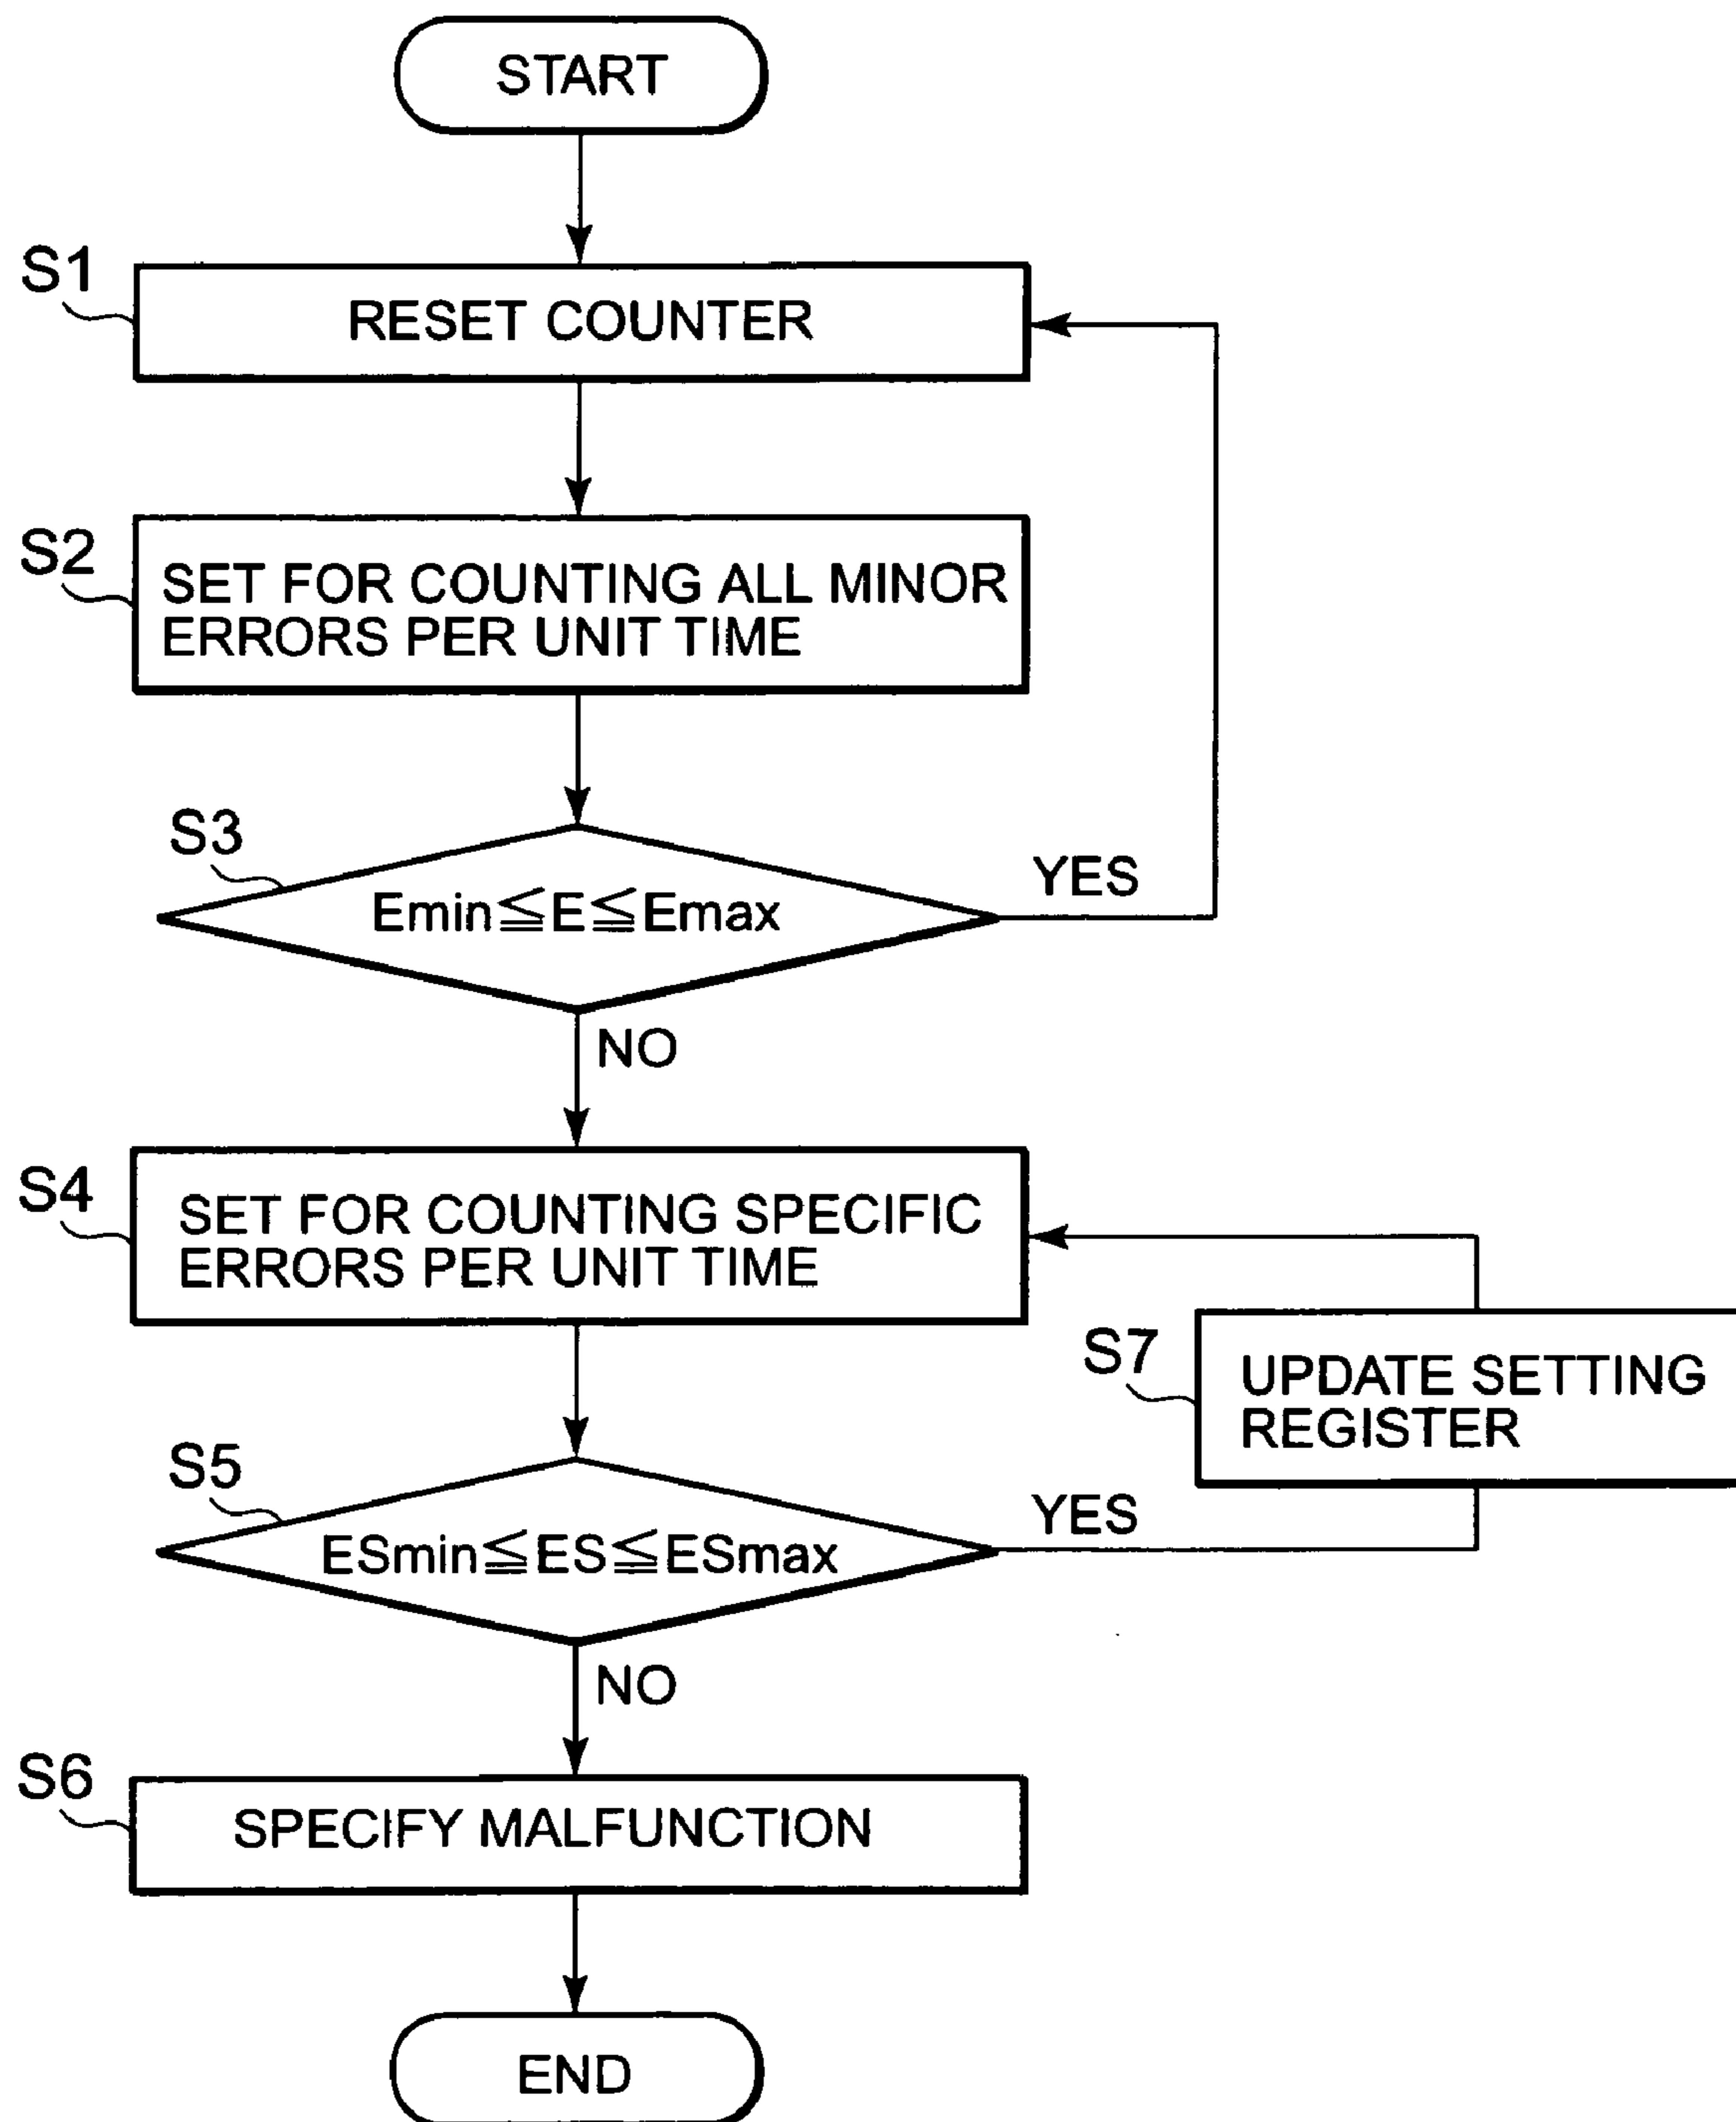 START
S1
RESET COUNTER
S2
SET FOR COUNTING ALL MINOR
ERRORS PER UNIT TIME
S3
Emin≦E≦Emax
YES
NO
S4
SET FOR COUNTING SPECIFIC
ERRORS PER UNIT TIME
S7
UPDATE SETTING
REGISTER
S5
ESmin≦ES≦ESmax
YES
NO
S6
SPECIFY MALFUNCTION
END